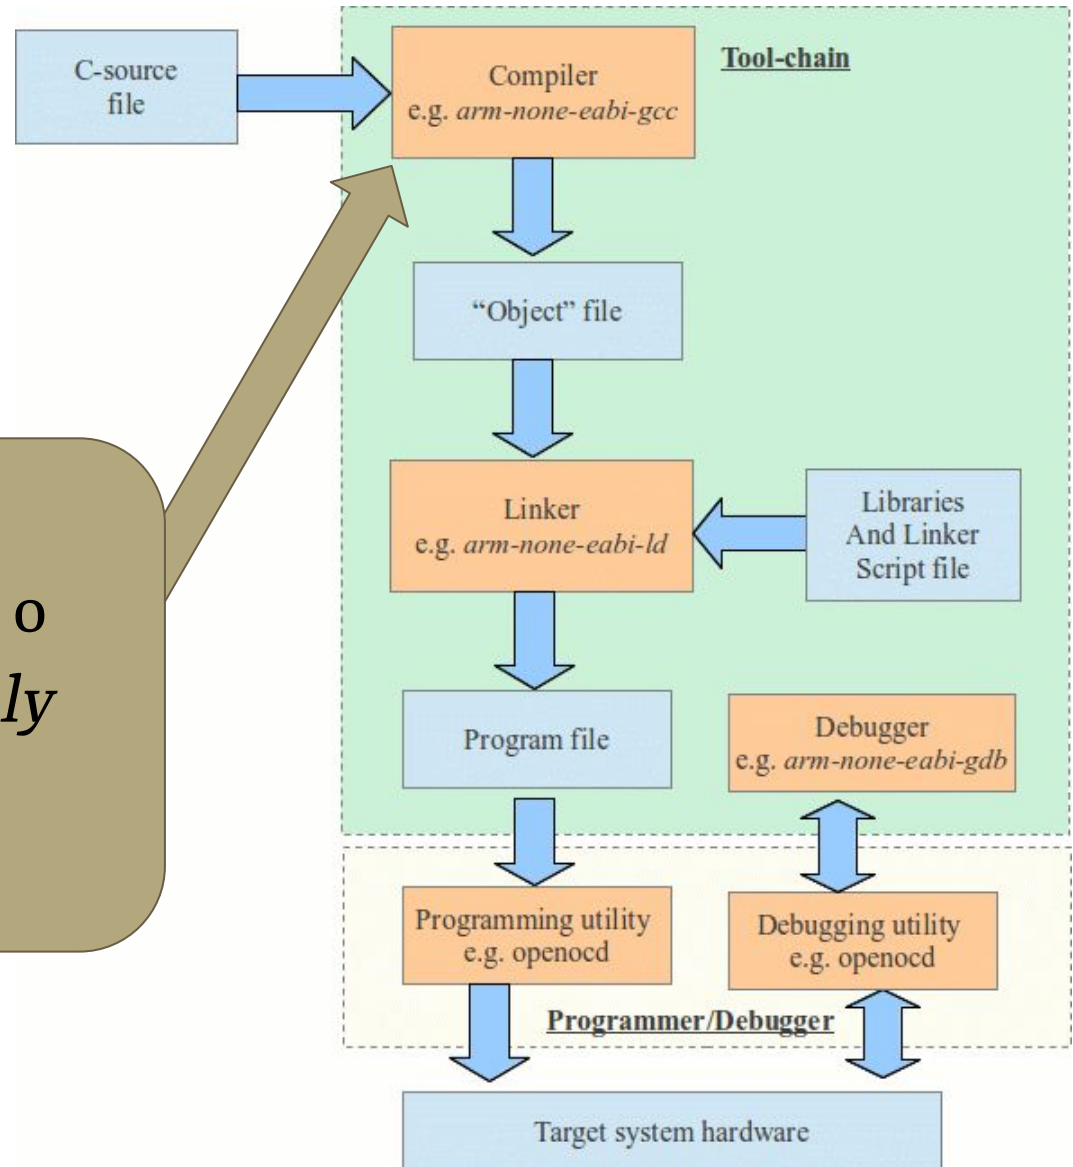 C-source
file
Compiler
e.g. arm-none-eabi-gcc
Tool-chain
“Object” file
Linker
e.g. arm-none-eabi-ld
Libraries
And Linker
Script file
o
ly
Program file
Debugger
e.g. arm-none-eabi-gdb
Programming utility
e.g. openocd
Debugging utility
e.g. openocd
Programmer/Debugger
Target system hardware